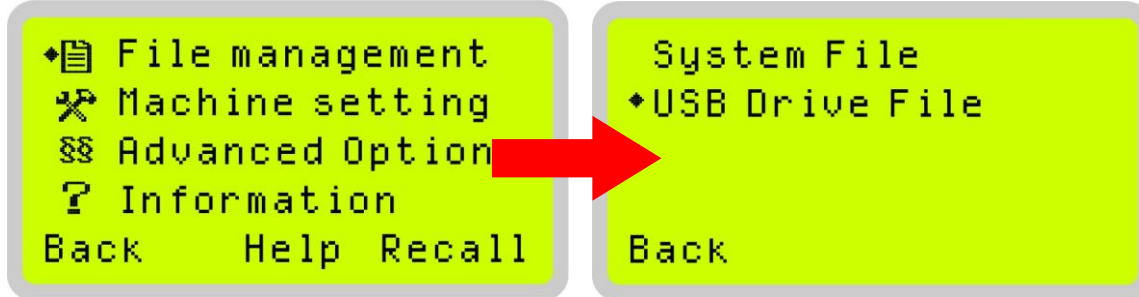 File management
Machine setting
Advanced Option
Information
Back Help Recall
System File
USB Drive File
Back